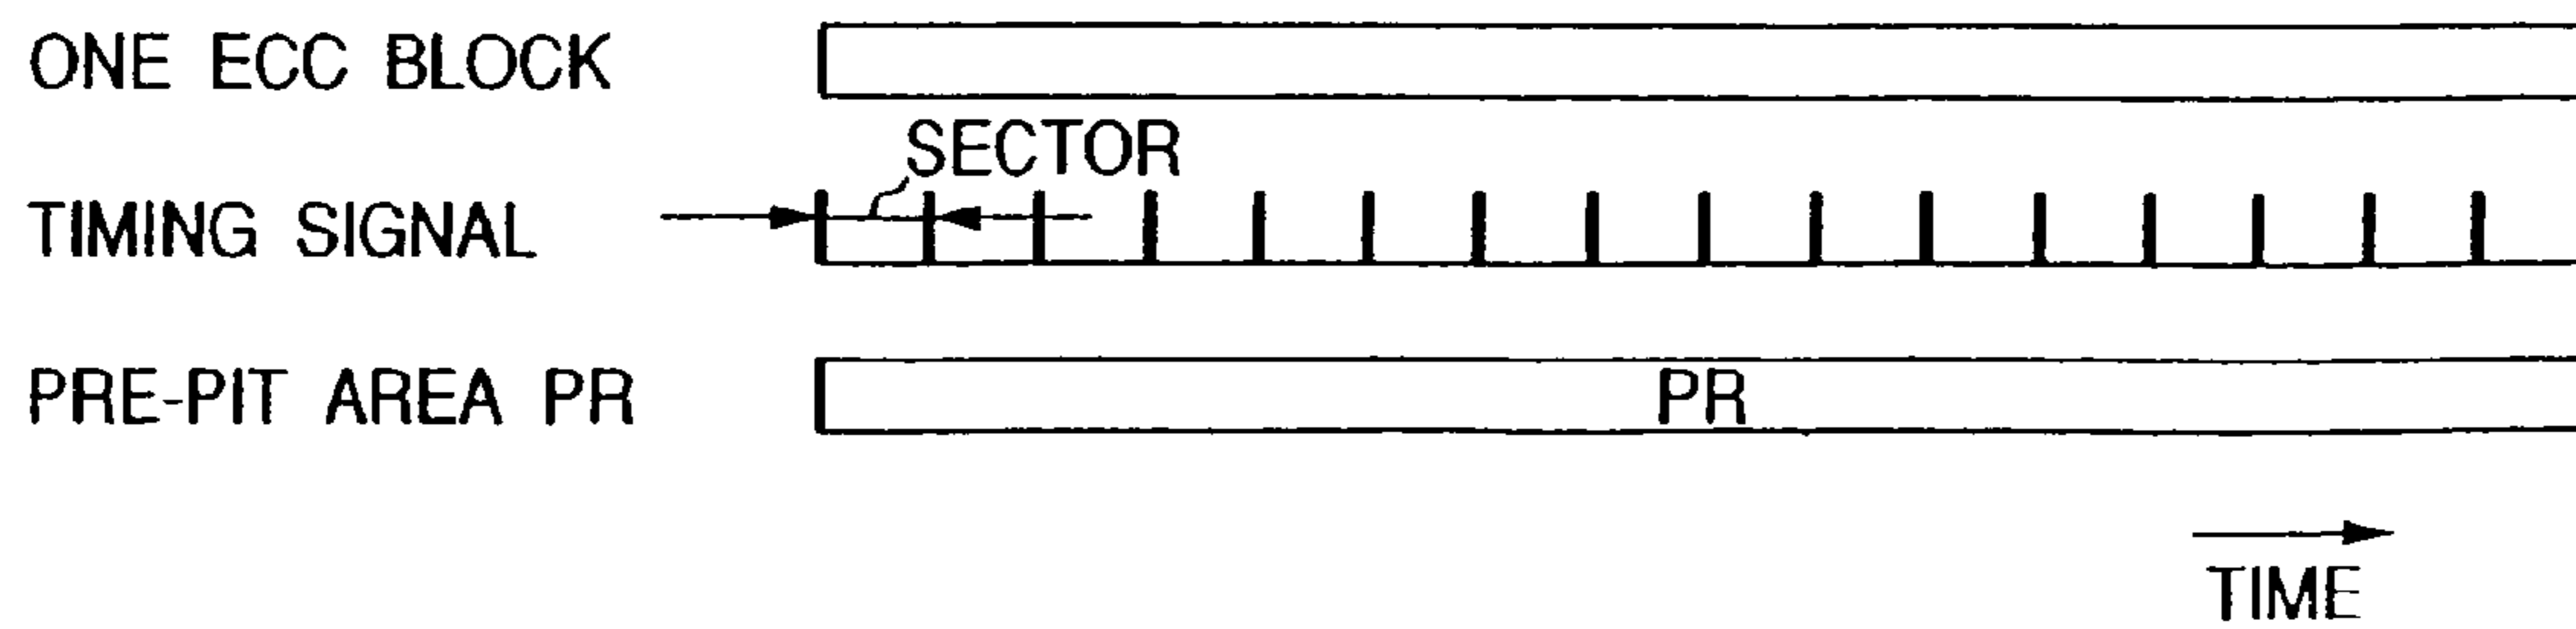 ONE ECC BLOCK
SECTOR
TIMING SIGNAL
PRE-PIT AREA PR
PR
TIME